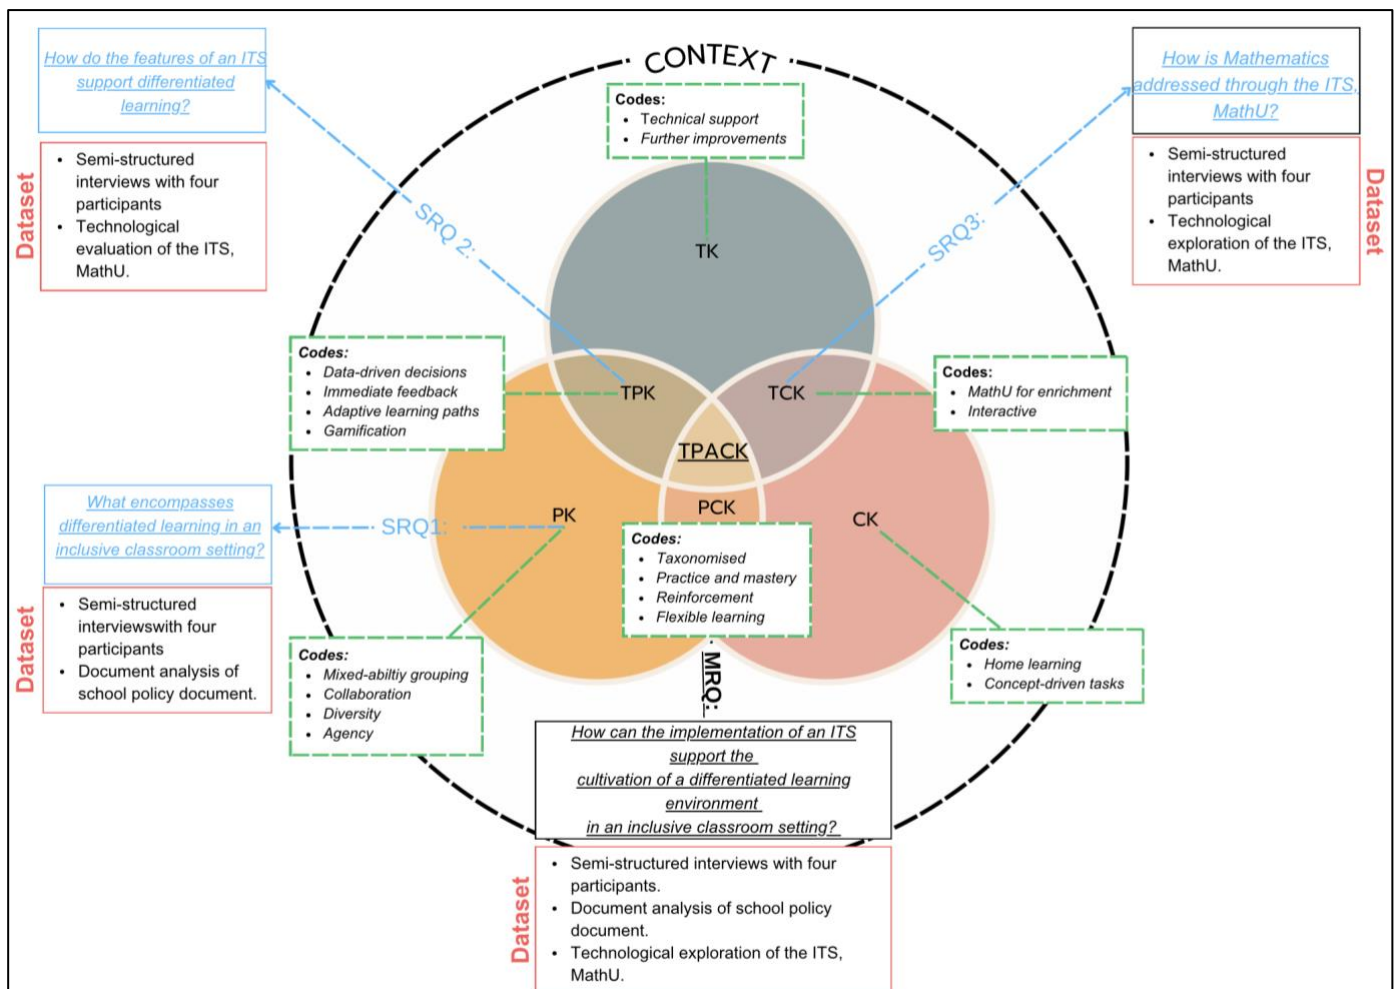 CONTEXT
How do the features of an ITS
support differentiated
learning?
Dataset
• Semi-structured
interviews with four
participants
• Technological
evaluation of the ITS,
MathU.
SRQ 2:
Codes:
• Technical support
• Further improvements
TK
How is Mathematics
addressed through the ITS,
MathU?
Dataset
• Semi-structured
interviews with four
participants
• Technological
exploration of the ITS,
MathU.
SRQ3:
Codes:
• Data-driven decisions
• Immediate feedback
• Adaptive learning paths
• Gamification
TPK
TCK
Codes:
• MathU for enrichment
• Interactive
TPACK
What encompasses
differentiated learning in an
inclusive classroom setting?
SRQ1:
PK
PCK
CK
Dataset
• Semi-structured
interviewswith four
participants
• Document analysis of
school policy document.
Codes:
• Mixed-abiltiy grouping
• Collaboration
• Diversity
• Agency
Codes:
• Taxonomised
• Practice and mastery
• Reinforcement
• Flexible learning
Codes:
• Home learning
• Concept-driven tasks
MRQ:
How can the implementation of an ITS
support the
cultivation of a differentiated learning
environment
in an inclusive classroom setting?
Dataset
• Semi-structured interviews with four
participants.
• Document analysis of school policy
document.
• Technological exploration of the ITS,
MathU.